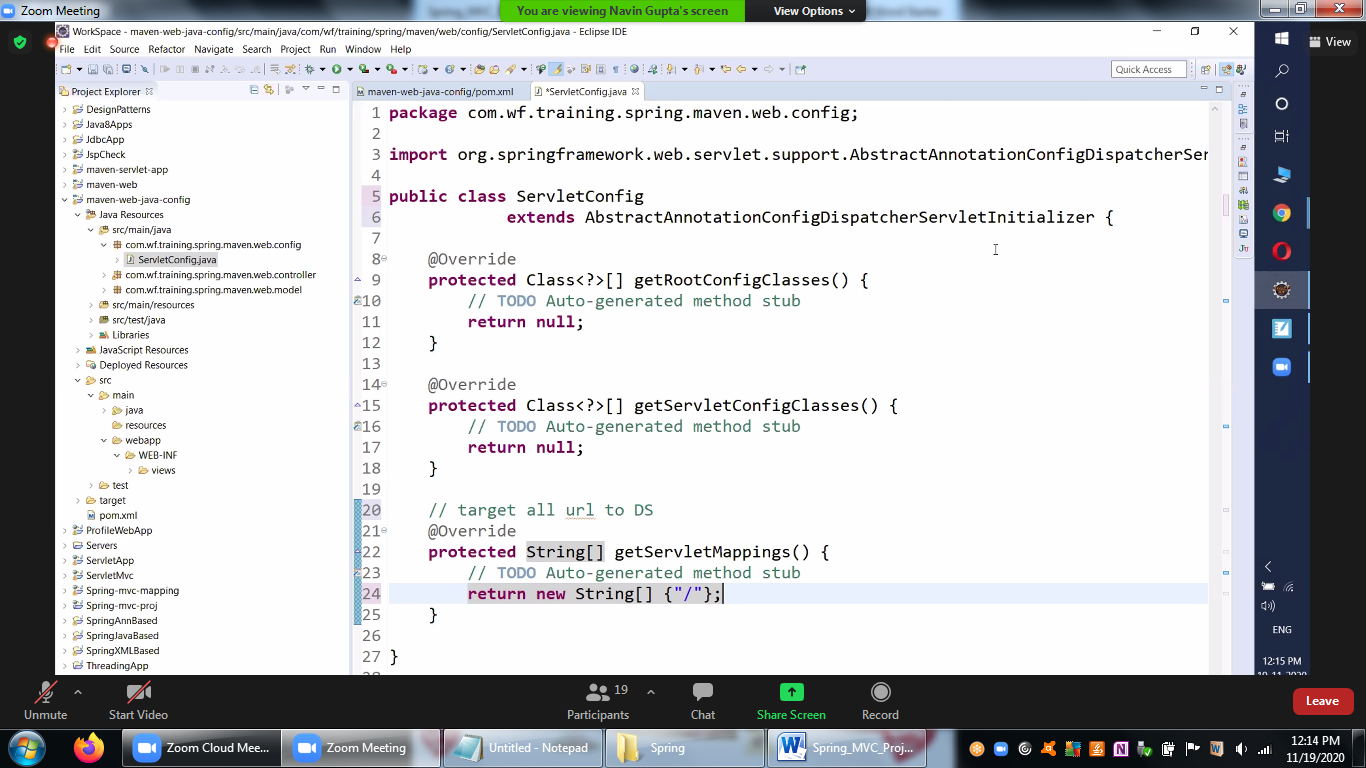 Zoom Meeting
You are viewing Navin Gupta's screen
View Options
WorkSpace - maven-web-java-config/src/main/java/com/wf/training/spring/maven/web/config/ServletConfig.java - Eclipse IDE
View
File Edit Source Refactor Navigate Search Project Run Window Help
Quick Access
Project Explorer
maven-web-java-config/pom.xml
*ServletConfig.java
DesignPatterns
Java8Apps
JdbcApp
JspCheck
maven-servlet-app
maven-web
maven-web-java-config
Java Resources
src/main/java
com.wf.training.spring.maven.web.config
ServletConfig.java
com.wf.training.spring.maven.web.controller
com.wf.training.spring.maven.web.model
src/main/resources
src/test/java
Libraries
JavaScript Resources
Deployed Resources
src
main
java
resources
webapp
WEB-INF
views
test
target
pom.xml
ProfileWebApp
Servers
ServletApp
ServletMvc
Spring-mvc-mapping
Spring-mvc-proj
SpringAnnBased
SpringJavaBased
SpringXMLBased
ThreadingApp
1 package com.wf.training.spring.maven.web.config;
2
3 import org.springframework.web.servlet.support.AbstractAnnotationConfigDispatcherSer
4
5 public class ServletConfig
6 extends AbstractAnnotationConfigDispatcherServletInitializer {
7
8 @Override
9 protected Class<?>[] getRootConfigClasses() {
10 // TODO Auto-generated method stub
11 return null;
12 }
13
14 @Override
15 protected Class<?>[] getServletConfigClasses() {
16 // TODO Auto-generated method stub
17 return null;
18 }
19
20 // target all url to DS
21 @Override
22 protected String[] getServletMappings() {
23 // TODO Auto-generated method stub
24 return new String[] {"/"};
25 }
26
27 }
ENG
12:15 PM
Unmute
Start Video
Participants
19
Chat
Share Screen
Record
Leave
Zoom Cloud Mee...
Zoom Meeting
Untitled - Notepad
Spring
Spring_MVC_Proj...
12:14 PM
11/19/2020